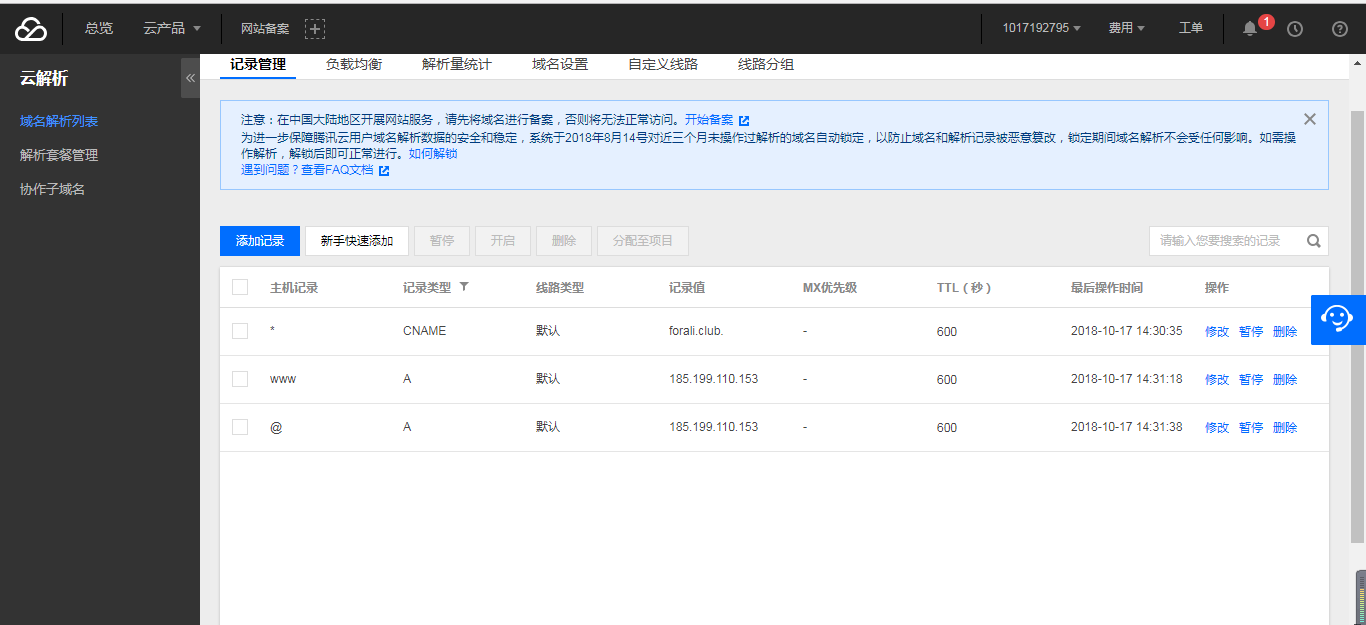 总览 云产品 网站备案 1017192795 费用 工单 1
云解析
域名解析列表
解析套餐管理
协作子域名
记录管理 负载均衡 解析量统计 域名设置 自定义线路 线路分组
注意：在中国大陆地区开展网站服务，请先将域名进行备案，否则将无法正常访问。开始备案
为进一步保障腾讯云用户域名解析数据的安全和稳定，系统于2018年8月14号对近三个月未操作过解析的域名自动锁定，以防止域名和解析记录被恶意篡改，锁定期间域名解析不会受任何影响。如需操
作解析，解锁后即可正常进行。如何解锁
遇到问题？查看FAQ文档
添加记录 新手快速添加 暂停 开启 删除 分配至项目 请输入您要搜索的记录
主机记录 记录类型 线路类型 记录值 MX优先级 TTL（秒） 最后操作时间 操作
* CNAME 默认 forali.club. - 600 2018-10-17 14:30:35 修改 暂停 删除
www A 默认 185.199.110.153 - 600 2018-10-17 14:31:18 修改 暂停 删除
@ A 默认 185.199.110.153 - 600 2018-10-17 14:31:38 修改 暂停 删除